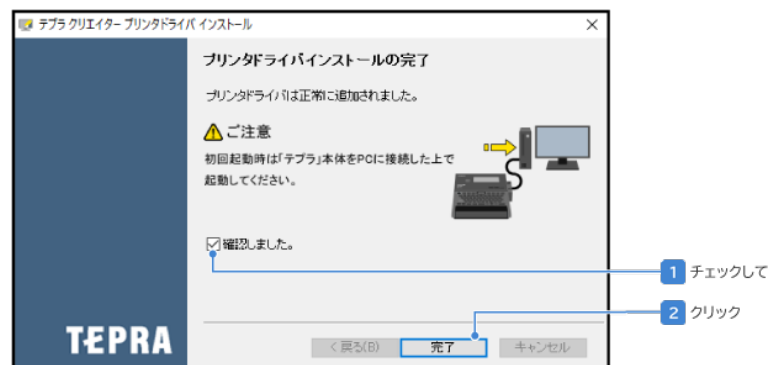 テプラ クリエイター プリンタドライバ インストール
プリンタドライバインストールの完了
プリンタドライバは正常に追加されました。
ご注意
初回起動時は「テプラ」本体をPCに接続した上で
起動してください。
確認しました。
1 チェックして
2 クリック
TEPRA
< 戻る(B) 完了 キャンセル